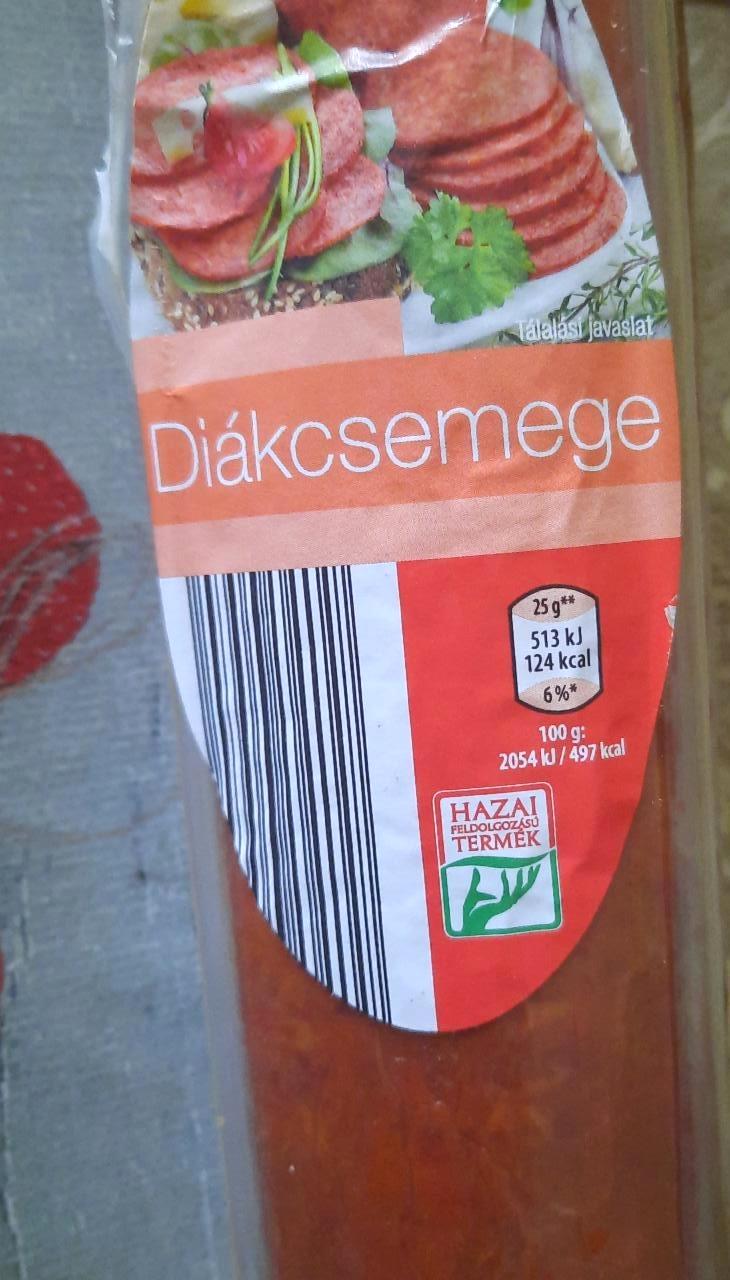 Tálalási javaslat
Diákcsemege
25 g**
513 kJ
124 kcal
6%*
100 g:
2054 kJ / 497 kcal
HAZAI
FELDOLGOZÁSÚ
TERMÉK